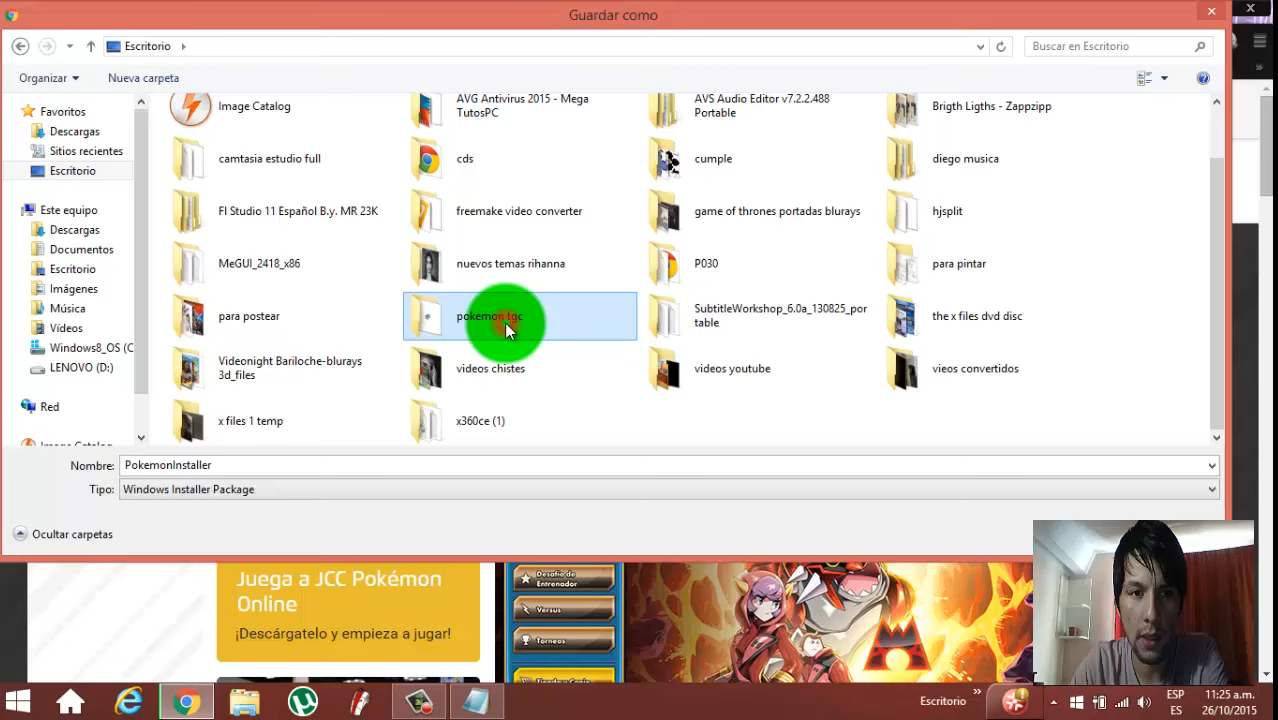 Guardar como
Escritorio
Buscar en Escritorio
Organizar
Nueva carpeta
Favoritos
Descargas
Sitios recientes
Escritorio
Este equipo
Descargas
Documentos
Escritorio
Imágenes
Música
Vídeos
Windows8_OS (C
LENOVO (D:)
Red
Image Catalog
AVG Antivirus 2015 - Mega
TutosPC
AVS Audio Editor v7.2.2.488
Portable
Brigth Ligths - Zappzipp
camtasia estudio full
cds
cumple
diego musica
Fl Studio 11 Español B.y. MR 23K
freemake video converter
game of thrones portadas blurays
hjsplit
MeGUI_2418_x86
nuevos temas rihanna
P030
para pintar
para postear
pokemon tgc
SubtitleWorkshop_6.0a_130825_por
table
the x files dvd disc
Videonight Bariloche-blurays
3d_files
videos chistes
videos youtube
vieos convertidos
x files 1 temp
x360ce (1)
Nombre: PokemonInstaller
Tipo: Windows Installer Package
Ocultar carpetas
Juega a JCC Pokémon
Online
¡Descárgatelo y empieza a jugar!
Desafío de
Entrenador
Versus
Torneos
Escritorio
ESP
ES
11:25 a.m.
26/10/2015